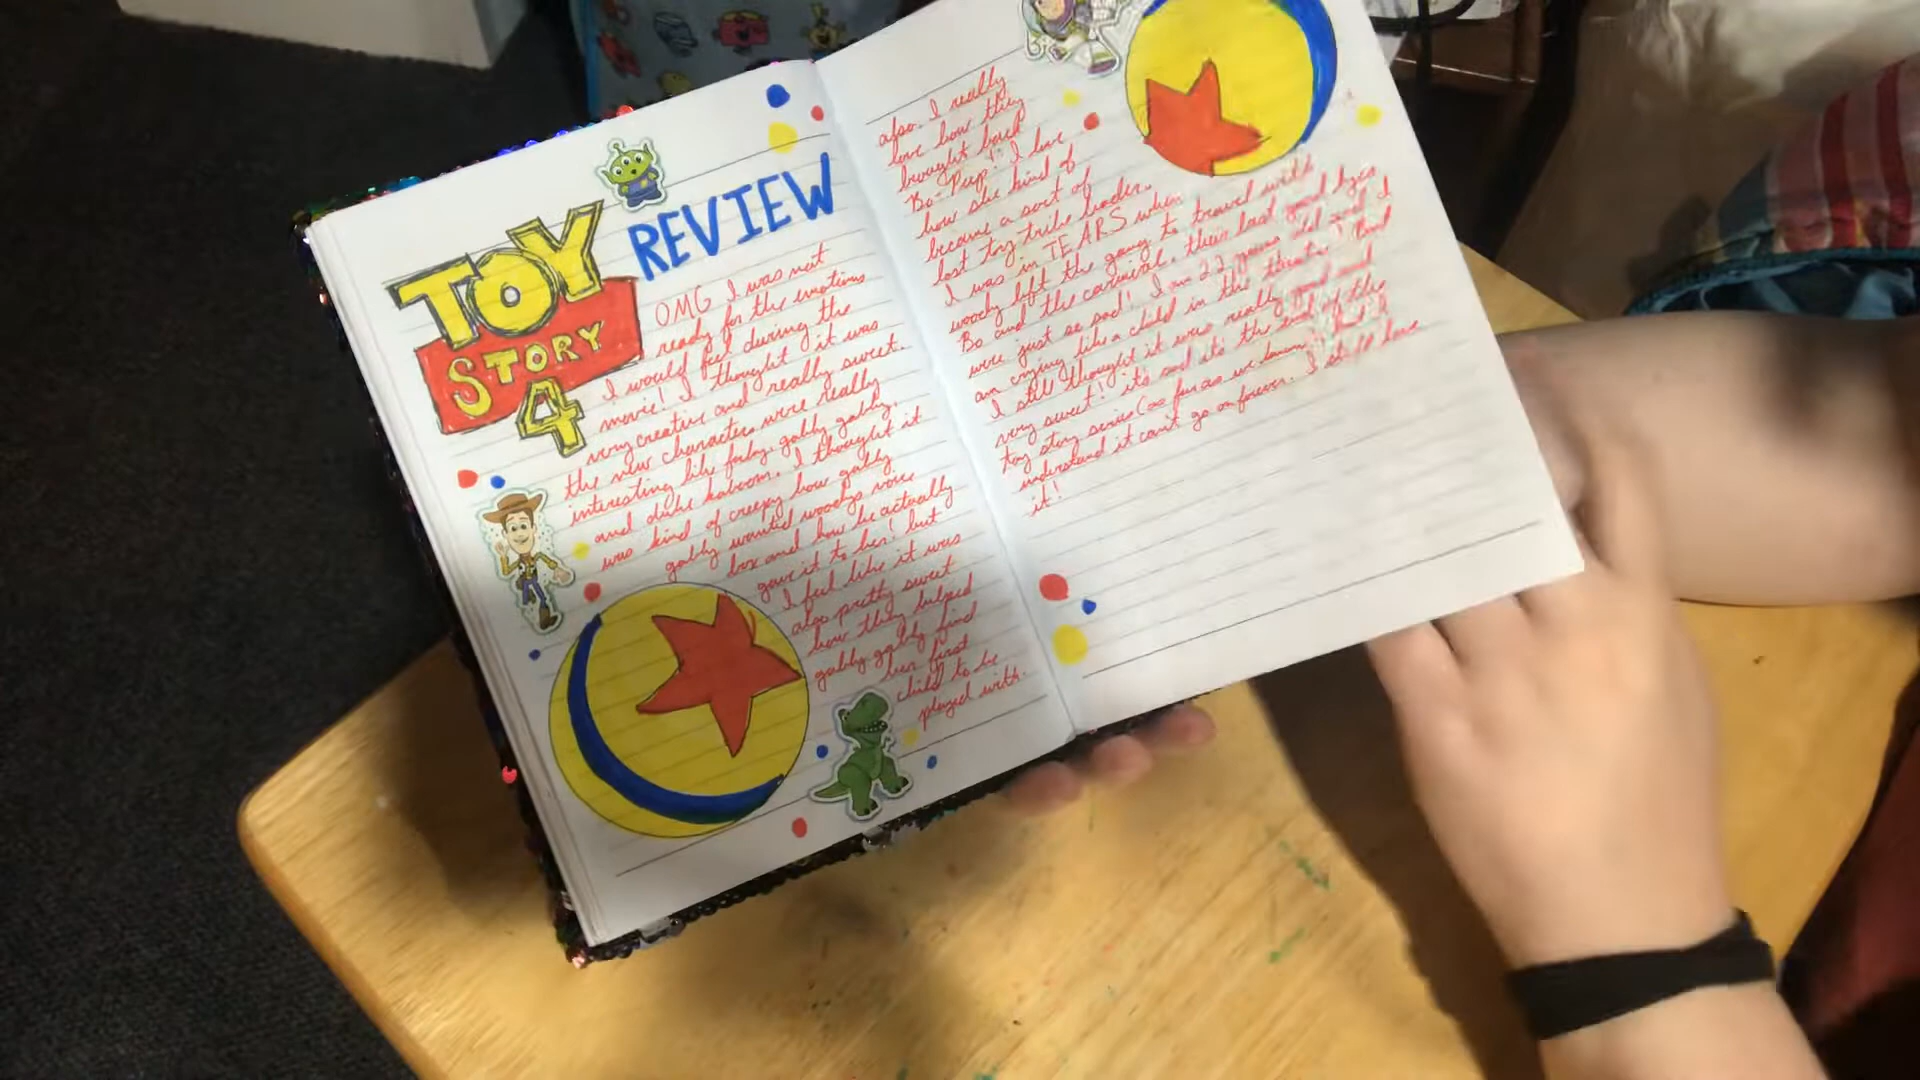 TOY
STORY
4
REVIEW
OMG I was not
ready for the emotions
I would feel during the
movie! I thought it was
very creative and really sweet.
the new characters were really
interesting like forky, gabby gabby,
and duke kaboom. I thought it
was kind of creepy how gabby
gabby wanted woodys voice
box and how he actually
gave it to her! but
I feel like it was
also pretty sweet
how they helped
gabby gabby find
her first
child to be
played with.
also. I really
love how they
brought back
Bo-Peep! I love
how she kind of
became a sort of
lost toy tribe leader.
I was in TEARS when
woody left the gang to travel with
Bo and the carnival. their last good byes
were just so sad! I am 22 years old and I
am crying like a child in the theatre! But
I still thought it was really good and
very sweet! it's sad its the end of the
toy story series (as far as we know). But I
understand it can't go on forever. I still love
it!